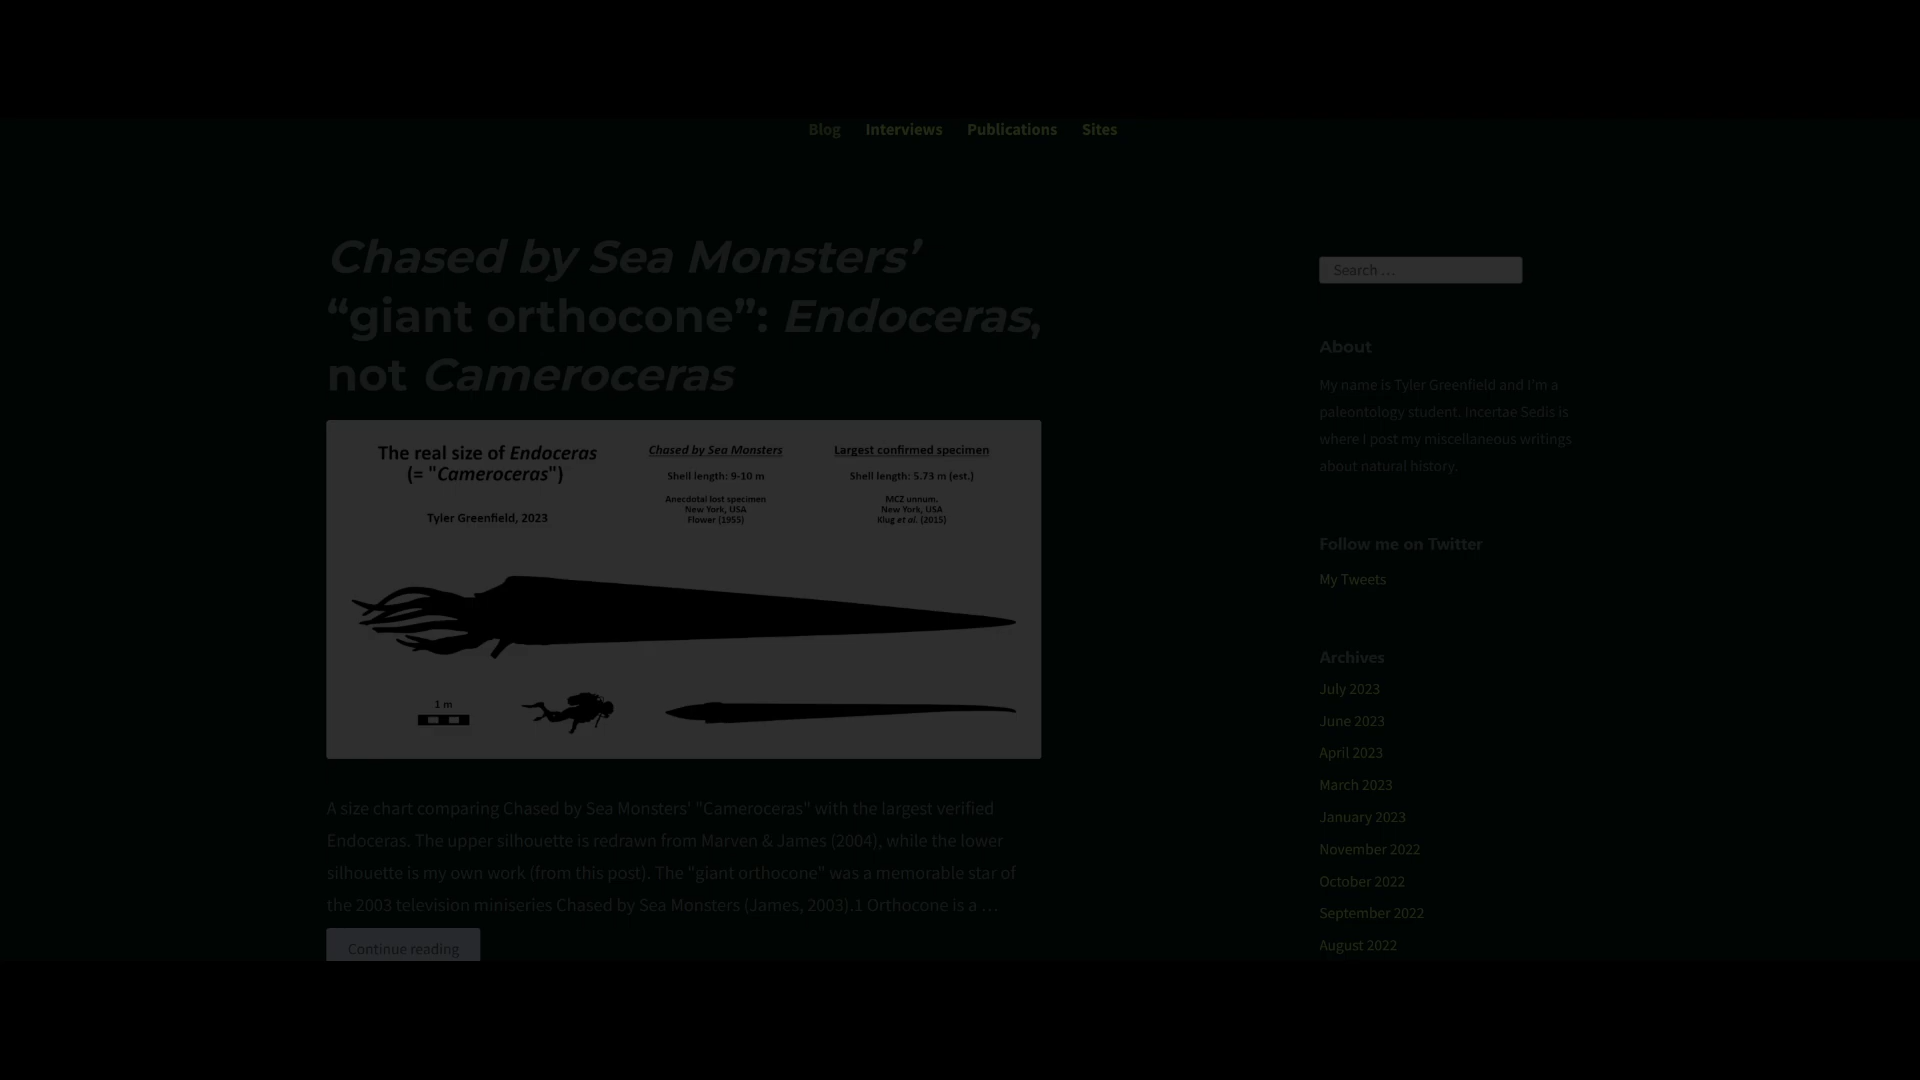 Blog Interviews Publications Sites
Chased by Sea Monsters’
“giant orthocone”: Endoceras,
not Cameroceras
The real size of Endoceras
(= "Cameroceras")
Tyler Greenfield, 2023
Chased by Sea Monsters
Shell length: 9-10 m
Anecdotal lost specimen
New York, USA
Flower (1955)
Largest confirmed specimen
Shell length: 5.73 m (est.)
MCZ unnum.
New York, USA
Klug et al. (2015)
1 m
A size chart comparing Chased by Sea Monsters' "Cameroceras" with the largest verified
Endoceras. The upper silhouette is redrawn from Marven & James (2004), while the lower
silhouette is my own work (from this post). The “giant orthocone” was a memorable star of
the 2003 television miniseries Chased by Sea Monsters (James, 2003).1 Orthocone is a …
Continue reading
Search …
About
My name is Tyler Greenfield and I’m a
paleontology student. Incertae Sedis is
where I post my miscellaneous writings
about natural history.
Follow me on Twitter
My Tweets
Archives
July 2023
June 2023
April 2023
March 2023
January 2023
November 2022
October 2022
September 2022
August 2022